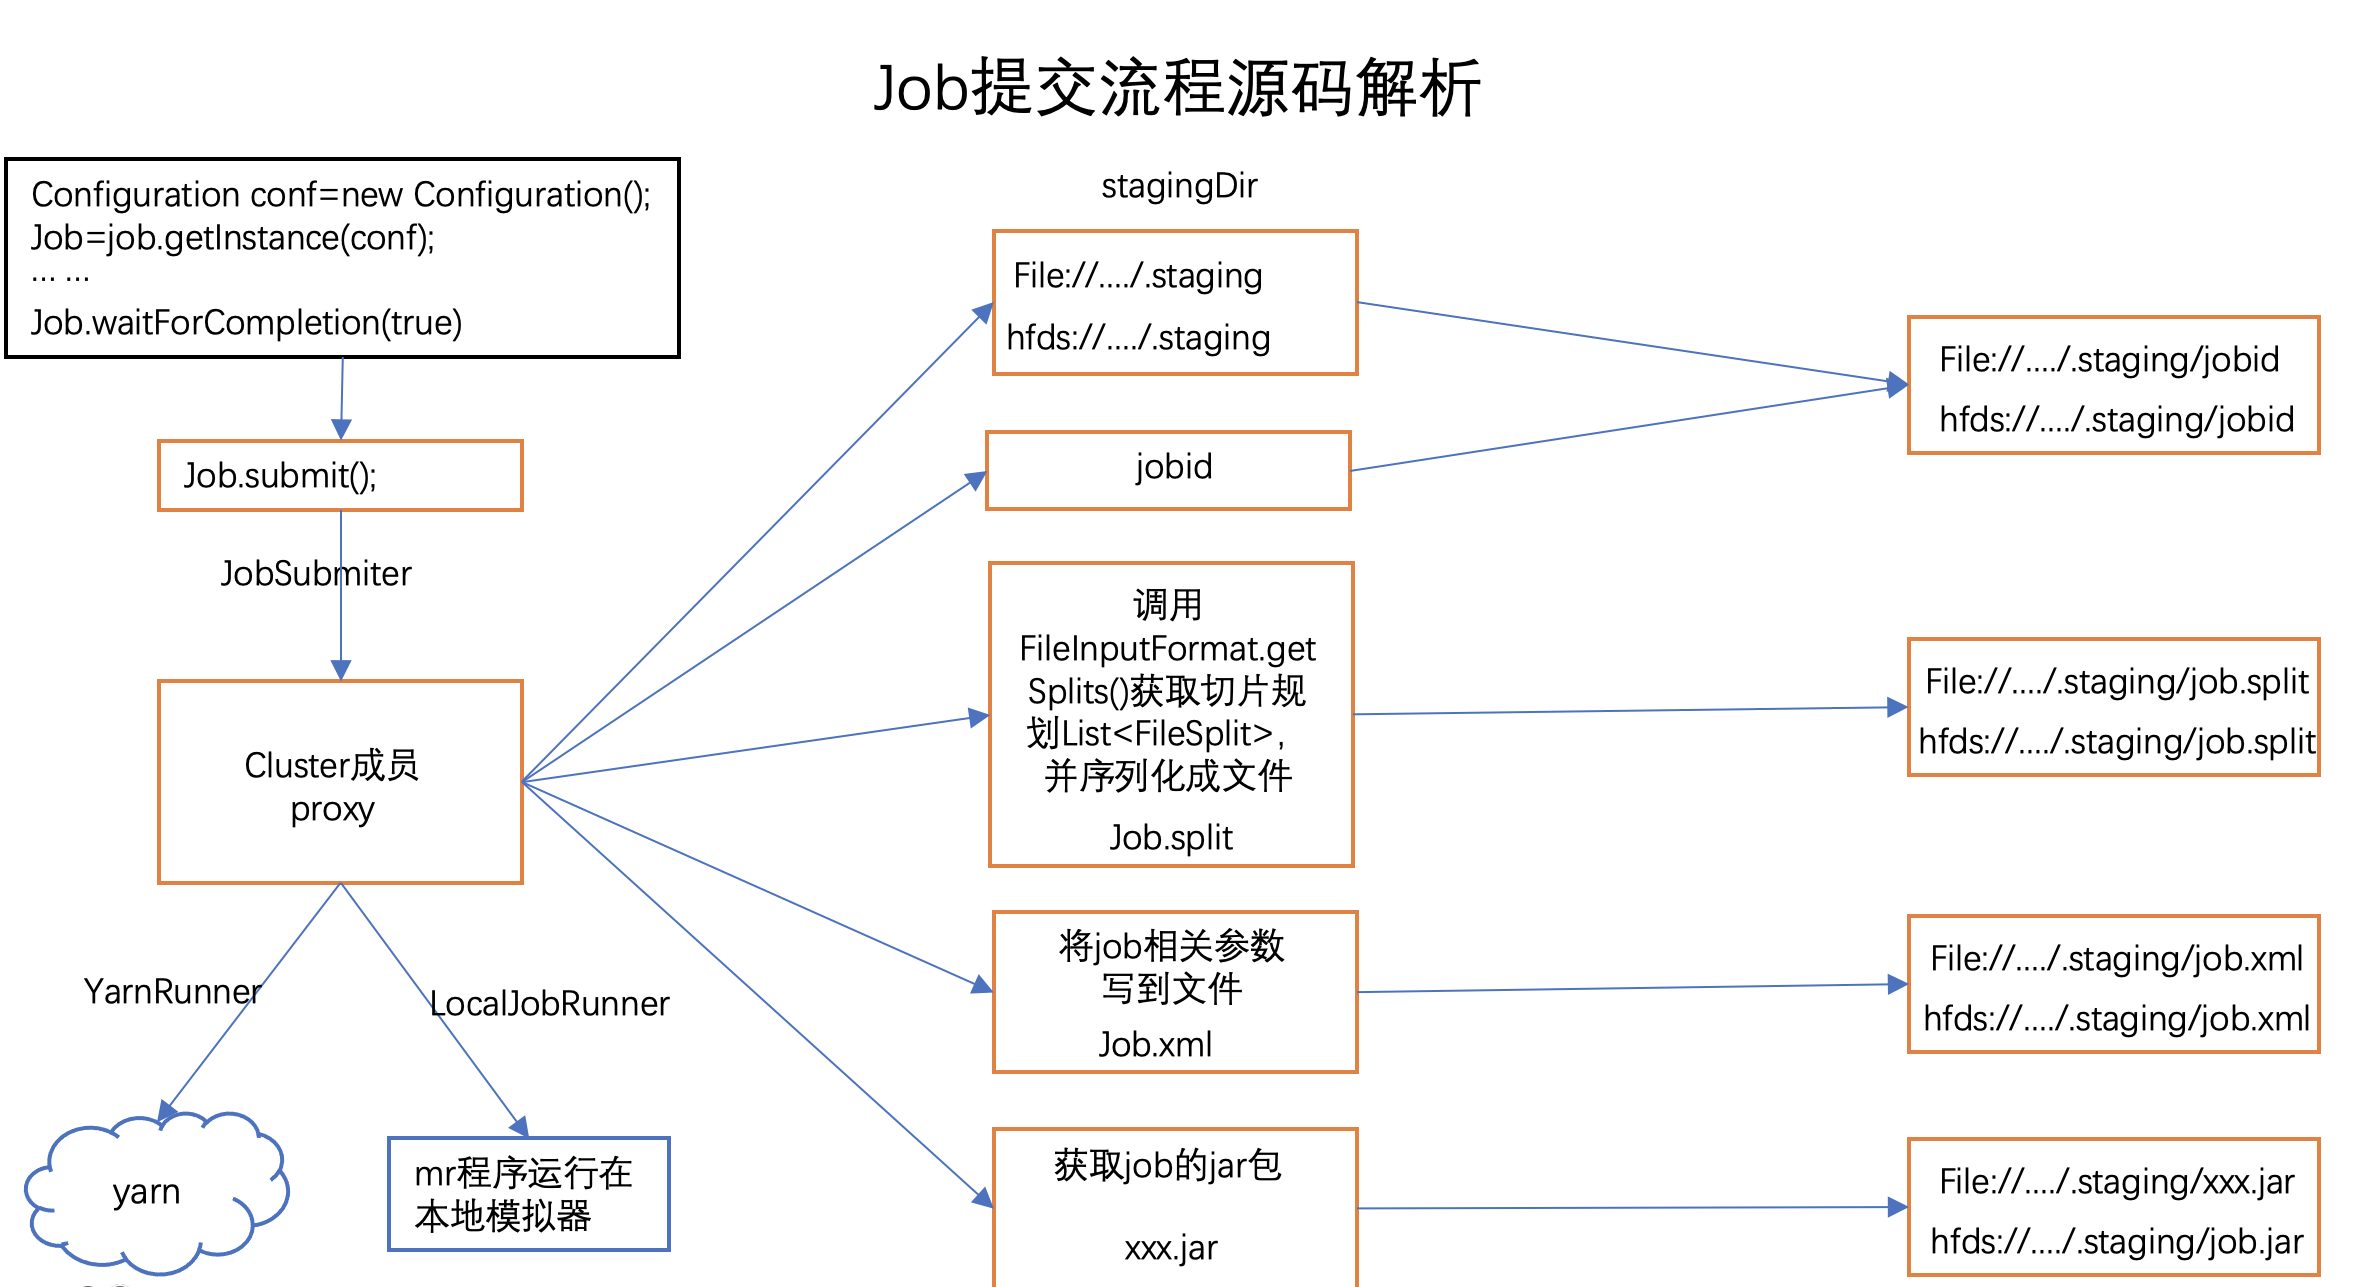 Job提交流程源码解析
Configuration conf=new Configuration();
Job=job.getInstance(conf);
... ...
Job.waitForCompletion(true)
Job.submit();
JobSubmiter
Cluster成员
proxy
YarnRunner
LocalJobRunner
yarn
mr程序运行在
本地模拟器
stagingDir
File://..../.staging
hfds://..../.staging
jobid
调用
FileInputFormat.get
Splits()获取切片规
划List<FileSplit>，
并序列化成文件
Job.split
将job相关参数
写到文件
Job.xml
获取job的jar包
xxx.jar
File://..../.staging/jobid
hfds://..../.staging/jobid
File://..../.staging/job.split
hfds://..../.staging/job.split
File://..../.staging/job.xml
hfds://..../.staging/job.xml
File://..../.staging/xxx.jar
hfds://..../.staging/job.jar